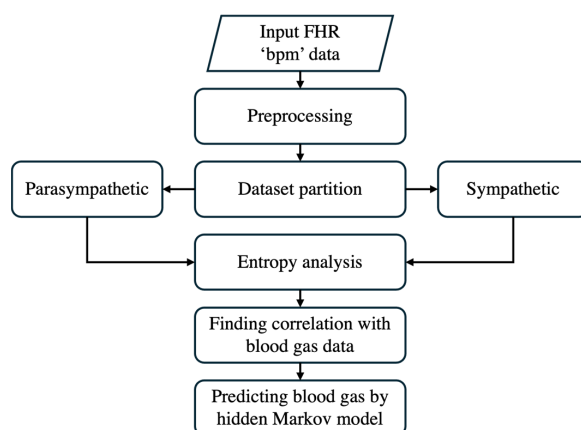 Input FHR
‘bpm’ data
Preprocessing
Parasympathetic
Dataset partition
Sympathetic
Entropy analysis
Finding correlation with
blood gas data
Predicting blood gas by
hidden Markov model